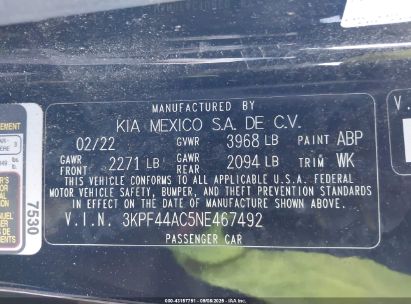 MANUFACTURED BY
KIA MEXICO S.A. DE C.V.
02/22 GVWR 3968 LB PAINT ABP
GAWR FRONT 2271 LB GAWR REAR 2094 LB TRIM WK
THIS VEHICLE CONFORMS TO ALL APPLICABLE U.S.A. FEDERAL
MOTOR VEHICLE SAFETY, BUMPER, AND THEFT PREVENTION STANDARDS
IN EFFECT ON THE DATE OF MANUFACTURE SHOWN ABOVE.
V.I.N. 3KPF44AC5NE467492
PASSENGER CAR
7530